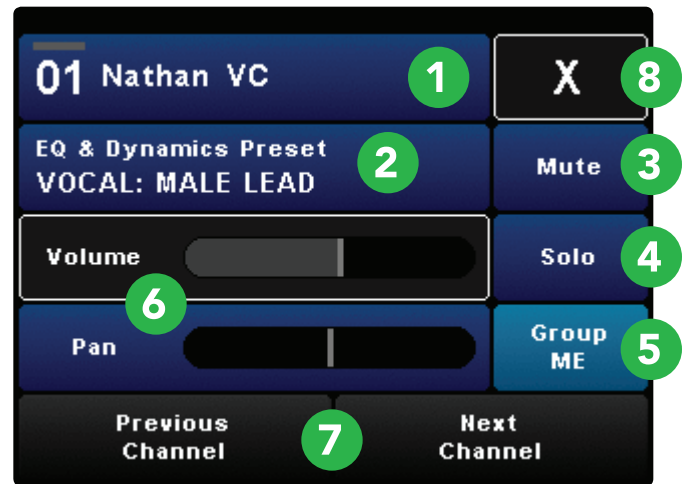 01 Nathan VC
1
X
8
EQ & Dynamics Preset
VOCAL: MALE LEAD
2
Mute
3
Volume
Solo
4
6
Pan
Group
ME
5
Previous
Channel
7
Next
Channel